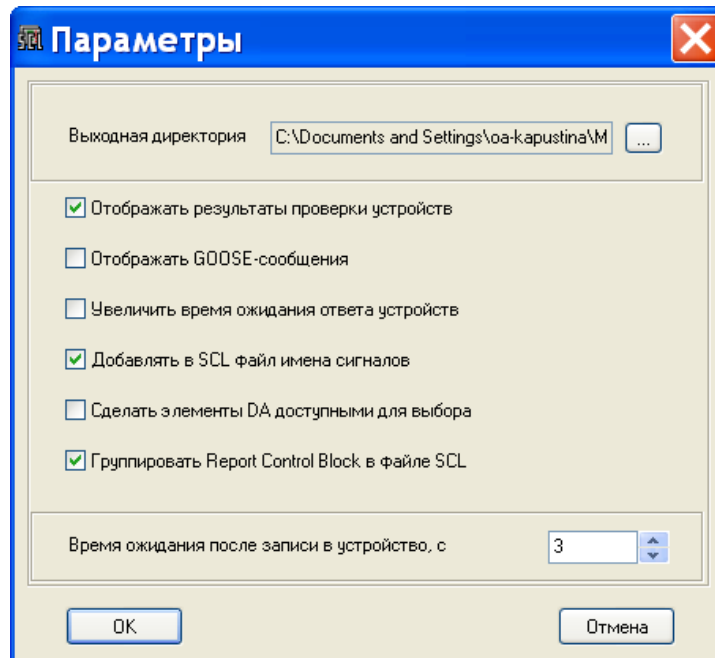 SCL Параметры
Выходная директория C:\Documents and Settings\oa-kapustina\M ...
Отображать результаты проверки устройств
Отображать GOOSE-сообщения
Увеличить время ожидания ответа устройств
Добавлять в SCL файл имена сигналов
Сделать элементы DA доступными для выбора
Группировать Report Control Block в файле SCL
Время ожидания после записи в устройство, с 3
OK Отмена